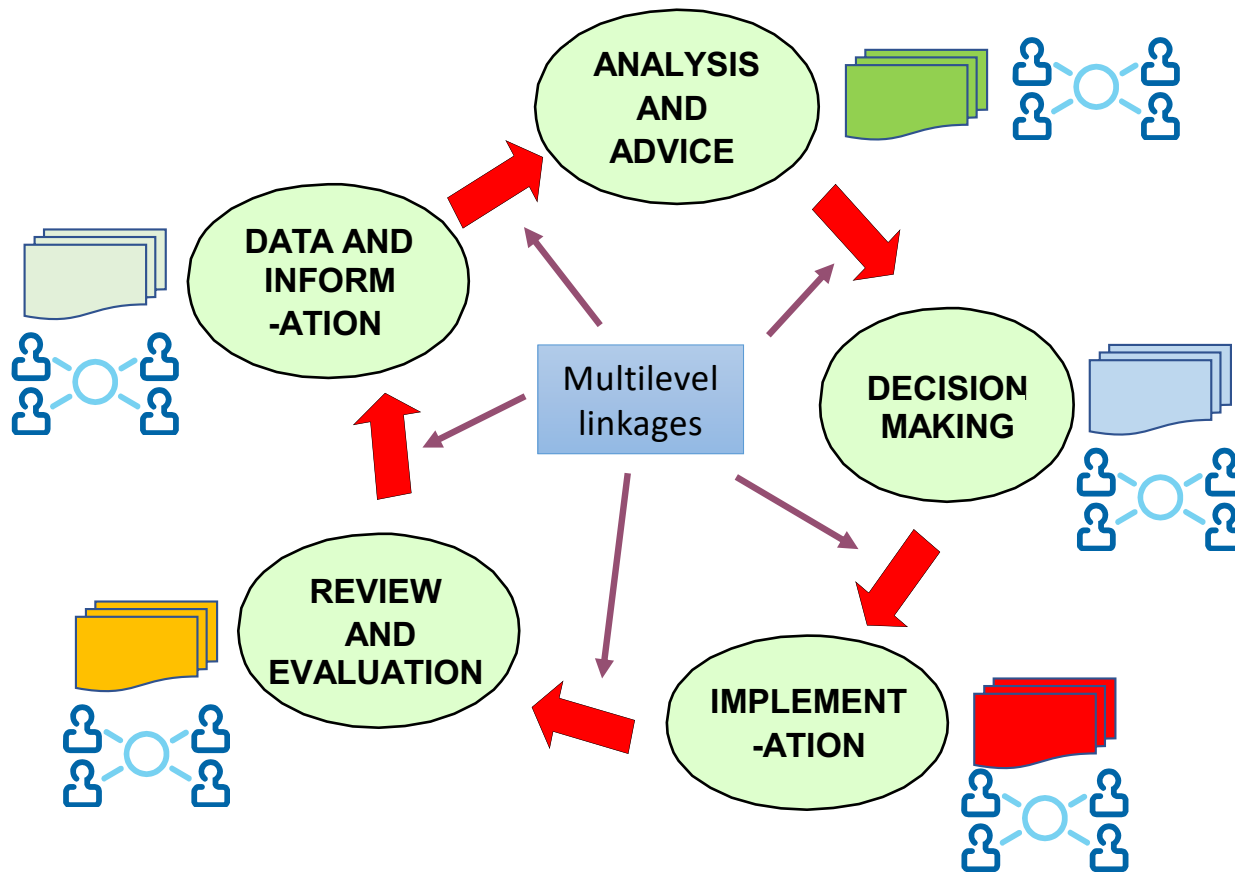 ANALYSIS
AND
ADVICE
DATA AND
INFORM
-ATION
Multilevel
linkages
DECISION
MAKING
REVIEW
AND
EVALUATION
IMPLEMENT
-ATION